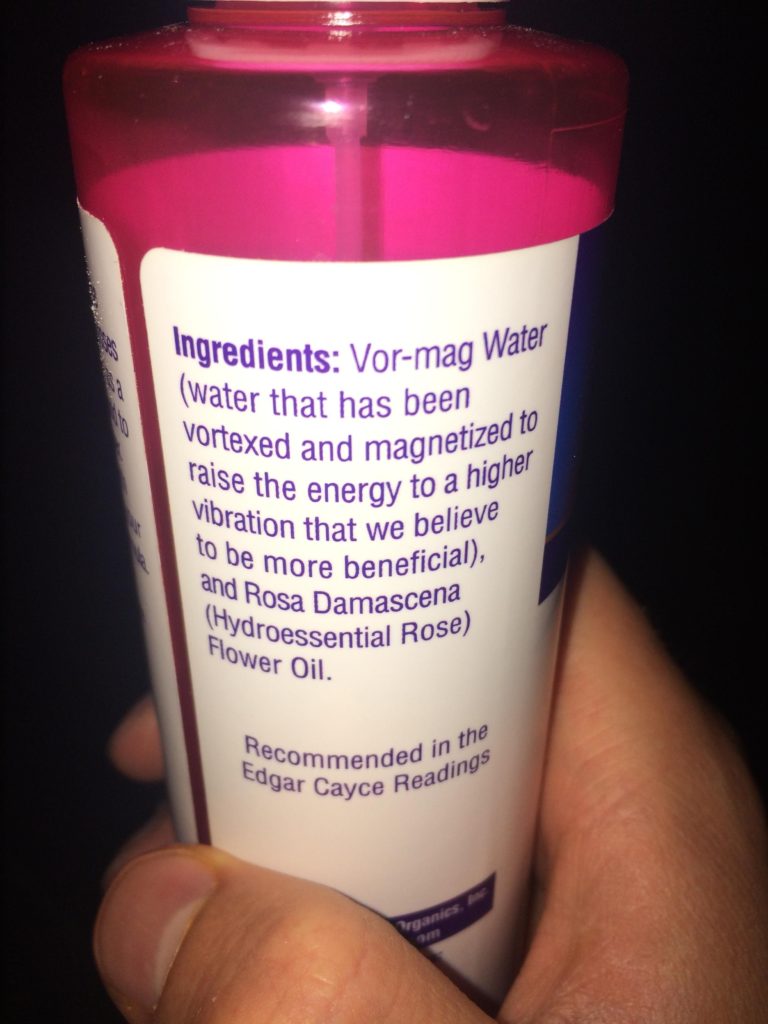 Ingredients: Vor-mag Water
(water that has been
vortexed and magnetized to
raise the energy to a higher
vibration that we believe
to be more beneficial),
and Rosa Damascena
(Hydroessential Rose)
Flower Oil.
Recommended in the
Edgar Cayce Readings
Organics, Inc.